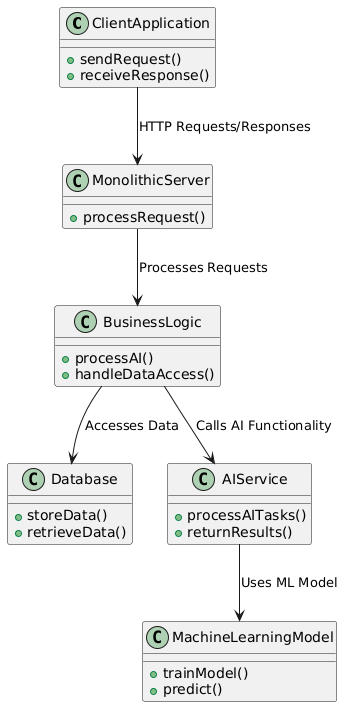 C ClientApplication
sendRequest()
receiveResponse()
HTTP Requests/Responses
C MonolithicServer
processRequest()
Processes Requests
C BusinessLogic
processAI()
handleDataAccess()
Accesses Data
Calls AI Functionality
C Database
storeData()
retrieveData()
C AIService
processAITasks()
returnResults()
Uses ML Model
C MachineLearningModel
trainModel()
predict()